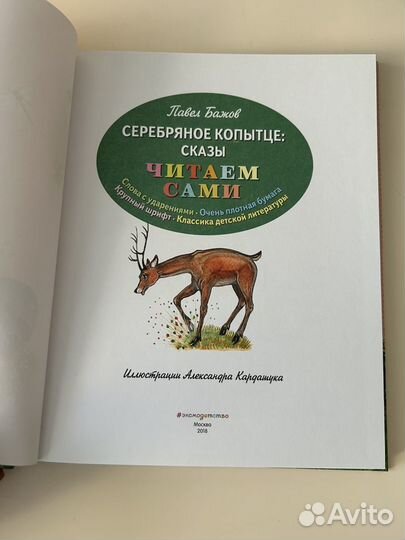 Павел Бажов
СЕРЕБРЯНОЕ КОПЫТЦЕ:
СКАЗЫ
ЧИТАЕМ
САМИ
Слова с ударениями • Очень плотная бумага
Крупный шрифт • Классика детской литературы
Иллюстрации Александра Кардашука
#эксмодетство
Москва
2018
Avito